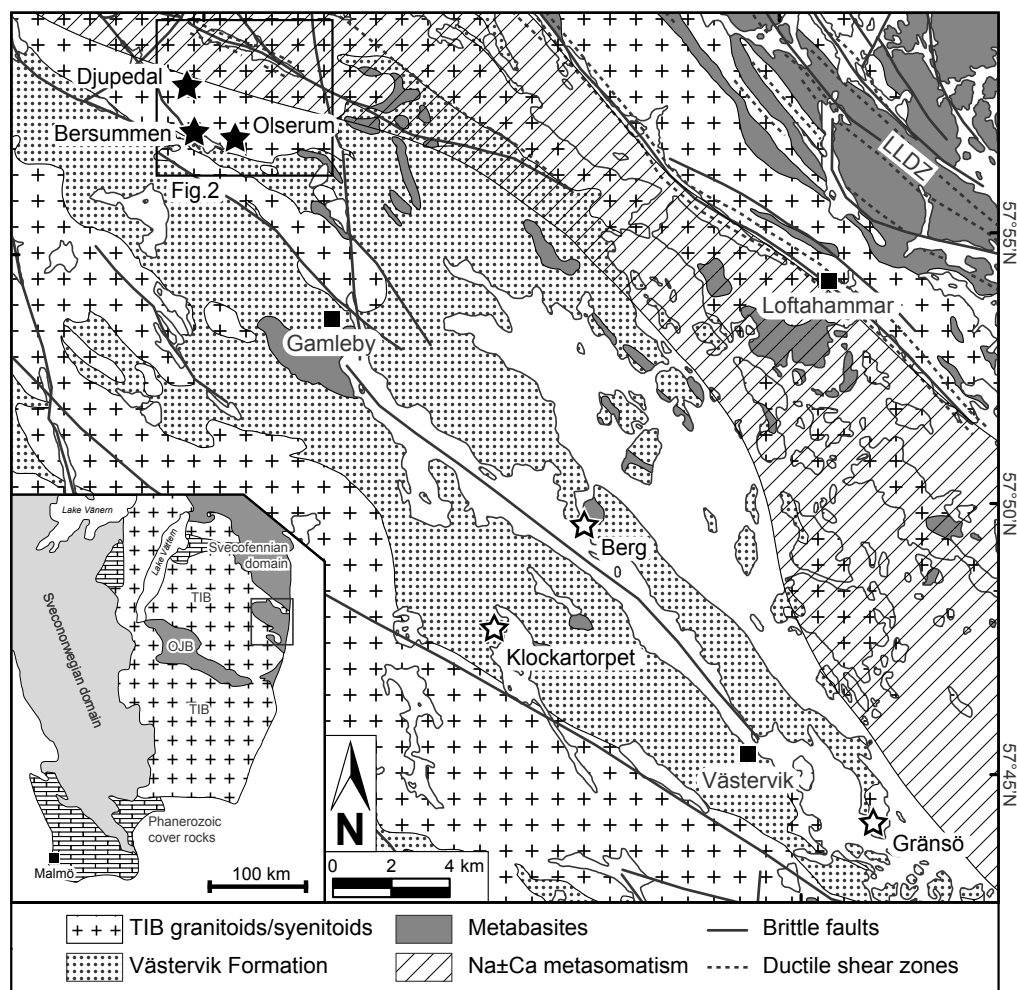 Djupedal
Bersummen
Olserum
Fig.2
LLDZ
57°55'N
Loftahammar
Gamleby
57°50'N
Berg
Klockartorpet
Västervik
57°45'N
Gränsö
Lake Vänern
Lake Vättern
Svecofennian
domain
TIB
OJB
TIB
Sveconorwegian domain
Phanerozoic
cover rocks
Malmö
100 km
N
0 2 4 km
TIB granitoids/syenitoids
Metabasites
Brittle faults
Västervik Formation
Na±Ca metasomatism
Ductile shear zones